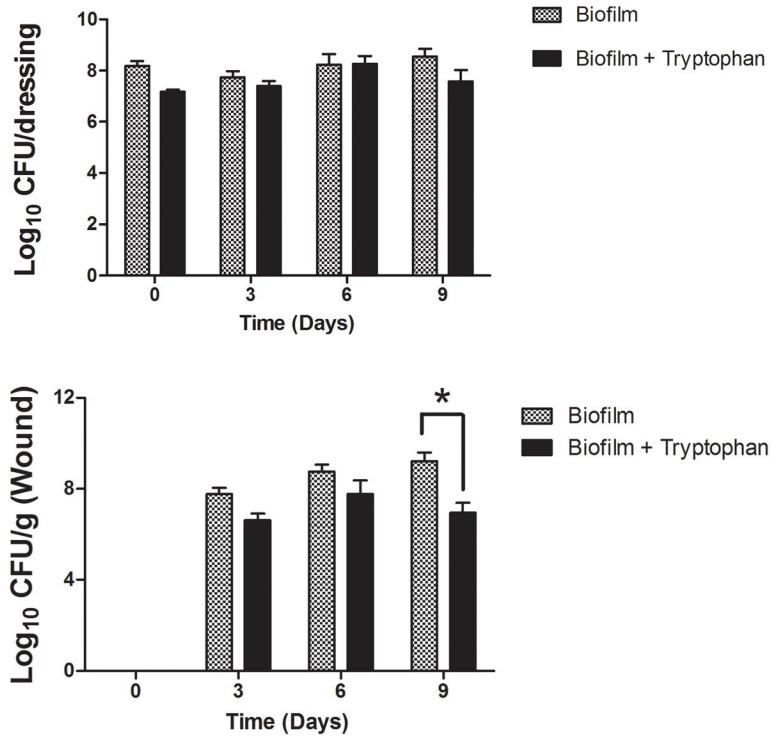 Log10 CFU/dressing
10
8
6
4
2
0
0 3 6 9
Time (Days)
Biofilm
Biofilm + Tryptophan
Log10 CFU/g (Wound)
12
8
4
0
*
0 3 6 9
Time (Days)
Biofilm
Biofilm + Tryptophan